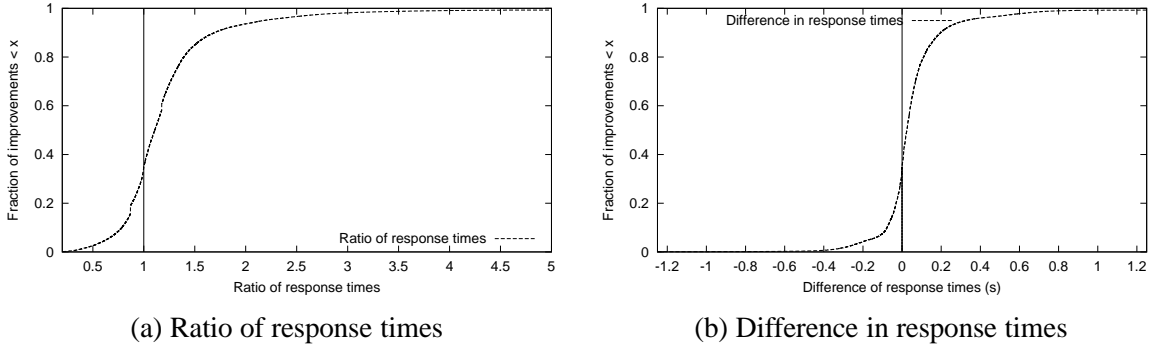 1
0.8
0.6
0.4
0.2
0
Fraction of improvements < x
Ratio of response times
0.5 1 1.5 2 2.5 3 3.5 4 4.5 5
Ratio of response times
(a) Ratio of response times
1
0.8
0.6
0.4
0.2
0
Fraction of improvements < x
Difference in response times
-1.2 -1 -0.8 -0.6 -0.4 -0.2 0 0.2 0.4 0.6 0.8 1 1.2
Difference of response times (s)
(b) Difference in response times